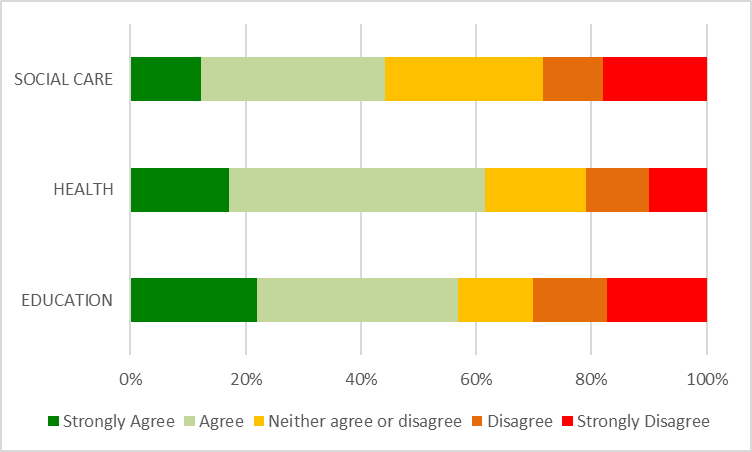 SOCIAL CARE
HEALTH
EDUCATION
0% 20% 40% 60% 80% 100%
Strongly Agree Agree Neither agree or disagree Disagree Strongly Disagree